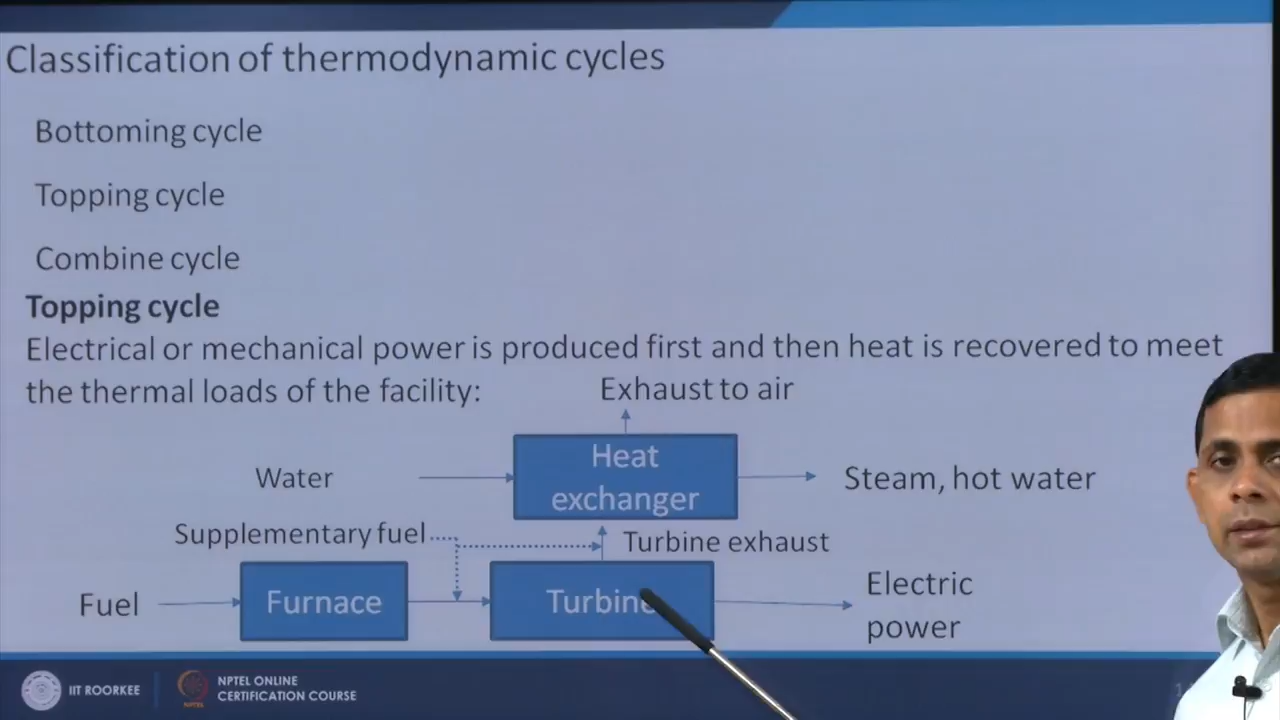 Classification of thermodynamic cycles
Bottoming cycle
Topping cycle
Combine cycle
Topping cycle
Electrical or mechanical power is produced first and then heat is recovered to meet
the thermal loads of the facility:
Exhaust to air
Heat
exchanger
Water
Steam, hot water
Supplementary fuel
Turbine exhaust
Fuel
Furnace
Turbine
Electric
power
IIT ROORKEE
NPTEL ONLINE
CERTIFICATION COURSE
NPTEL